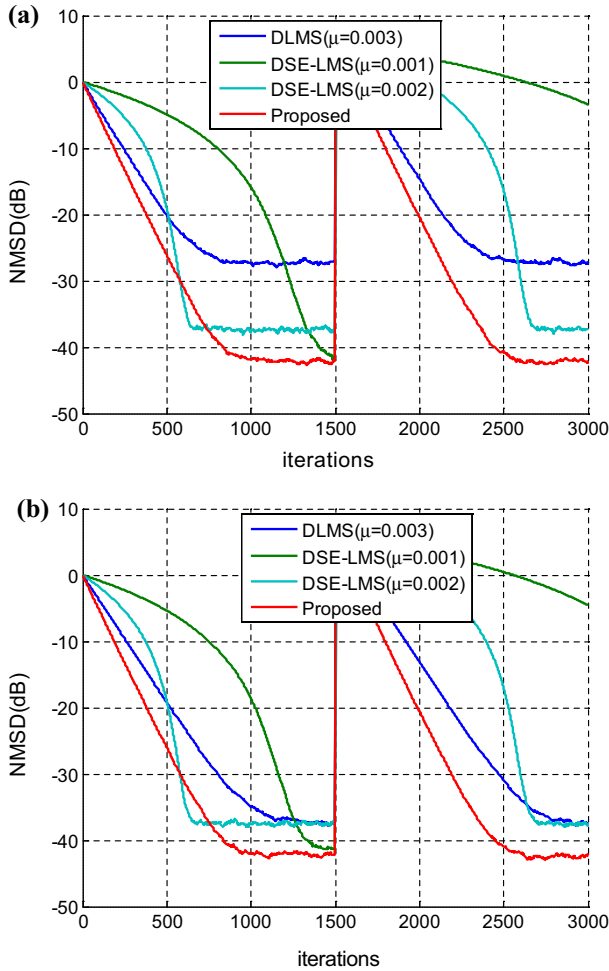 (a)
DLMS(μ=0.003)
DSE-LMS(μ=0.001)
DSE-LMS(μ=0.002)
Proposed
10
0
-10
-20
-30
-40
-50
NMSD(dB)
0 500 1000 1500 2000 2500 3000
iterations
(b)
DLMS(μ=0.003)
DSE-LMS(μ=0.001)
DSE-LMS(μ=0.002)
Proposed
10
0
-10
-20
-30
-40
-50
NMSD(dB)
0 500 1000 1500 2000 2500 3000
iterations